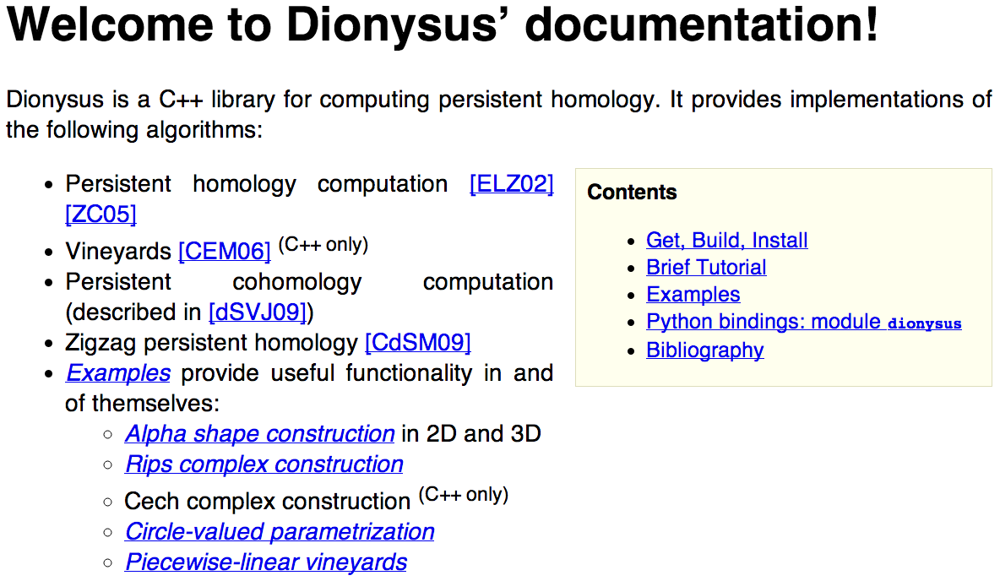 Welcome to Dionysus’ documentation!
Dionysus is a C++ library for computing persistent homology. It provides implementations of
the following algorithms:
• Persistent homology computation [ELZ02]
[ZC05]
• Vineyards [CEM06] (C++ only)
• Persistent cohomology computation
(described in [dSVJ09])
• Zigzag persistent homology [CdSM09]
• Examples provide useful functionality in and
of themselves:
◦ Alpha shape construction in 2D and 3D
◦ Rips complex construction
◦ Cech complex construction (C++ only)
◦ Circle-valued parametrization
◦ Piecewise-linear vineyards
Contents
• Get, Build, Install
• Brief Tutorial
• Examples
• Python bindings: module dionysus
• Bibliography